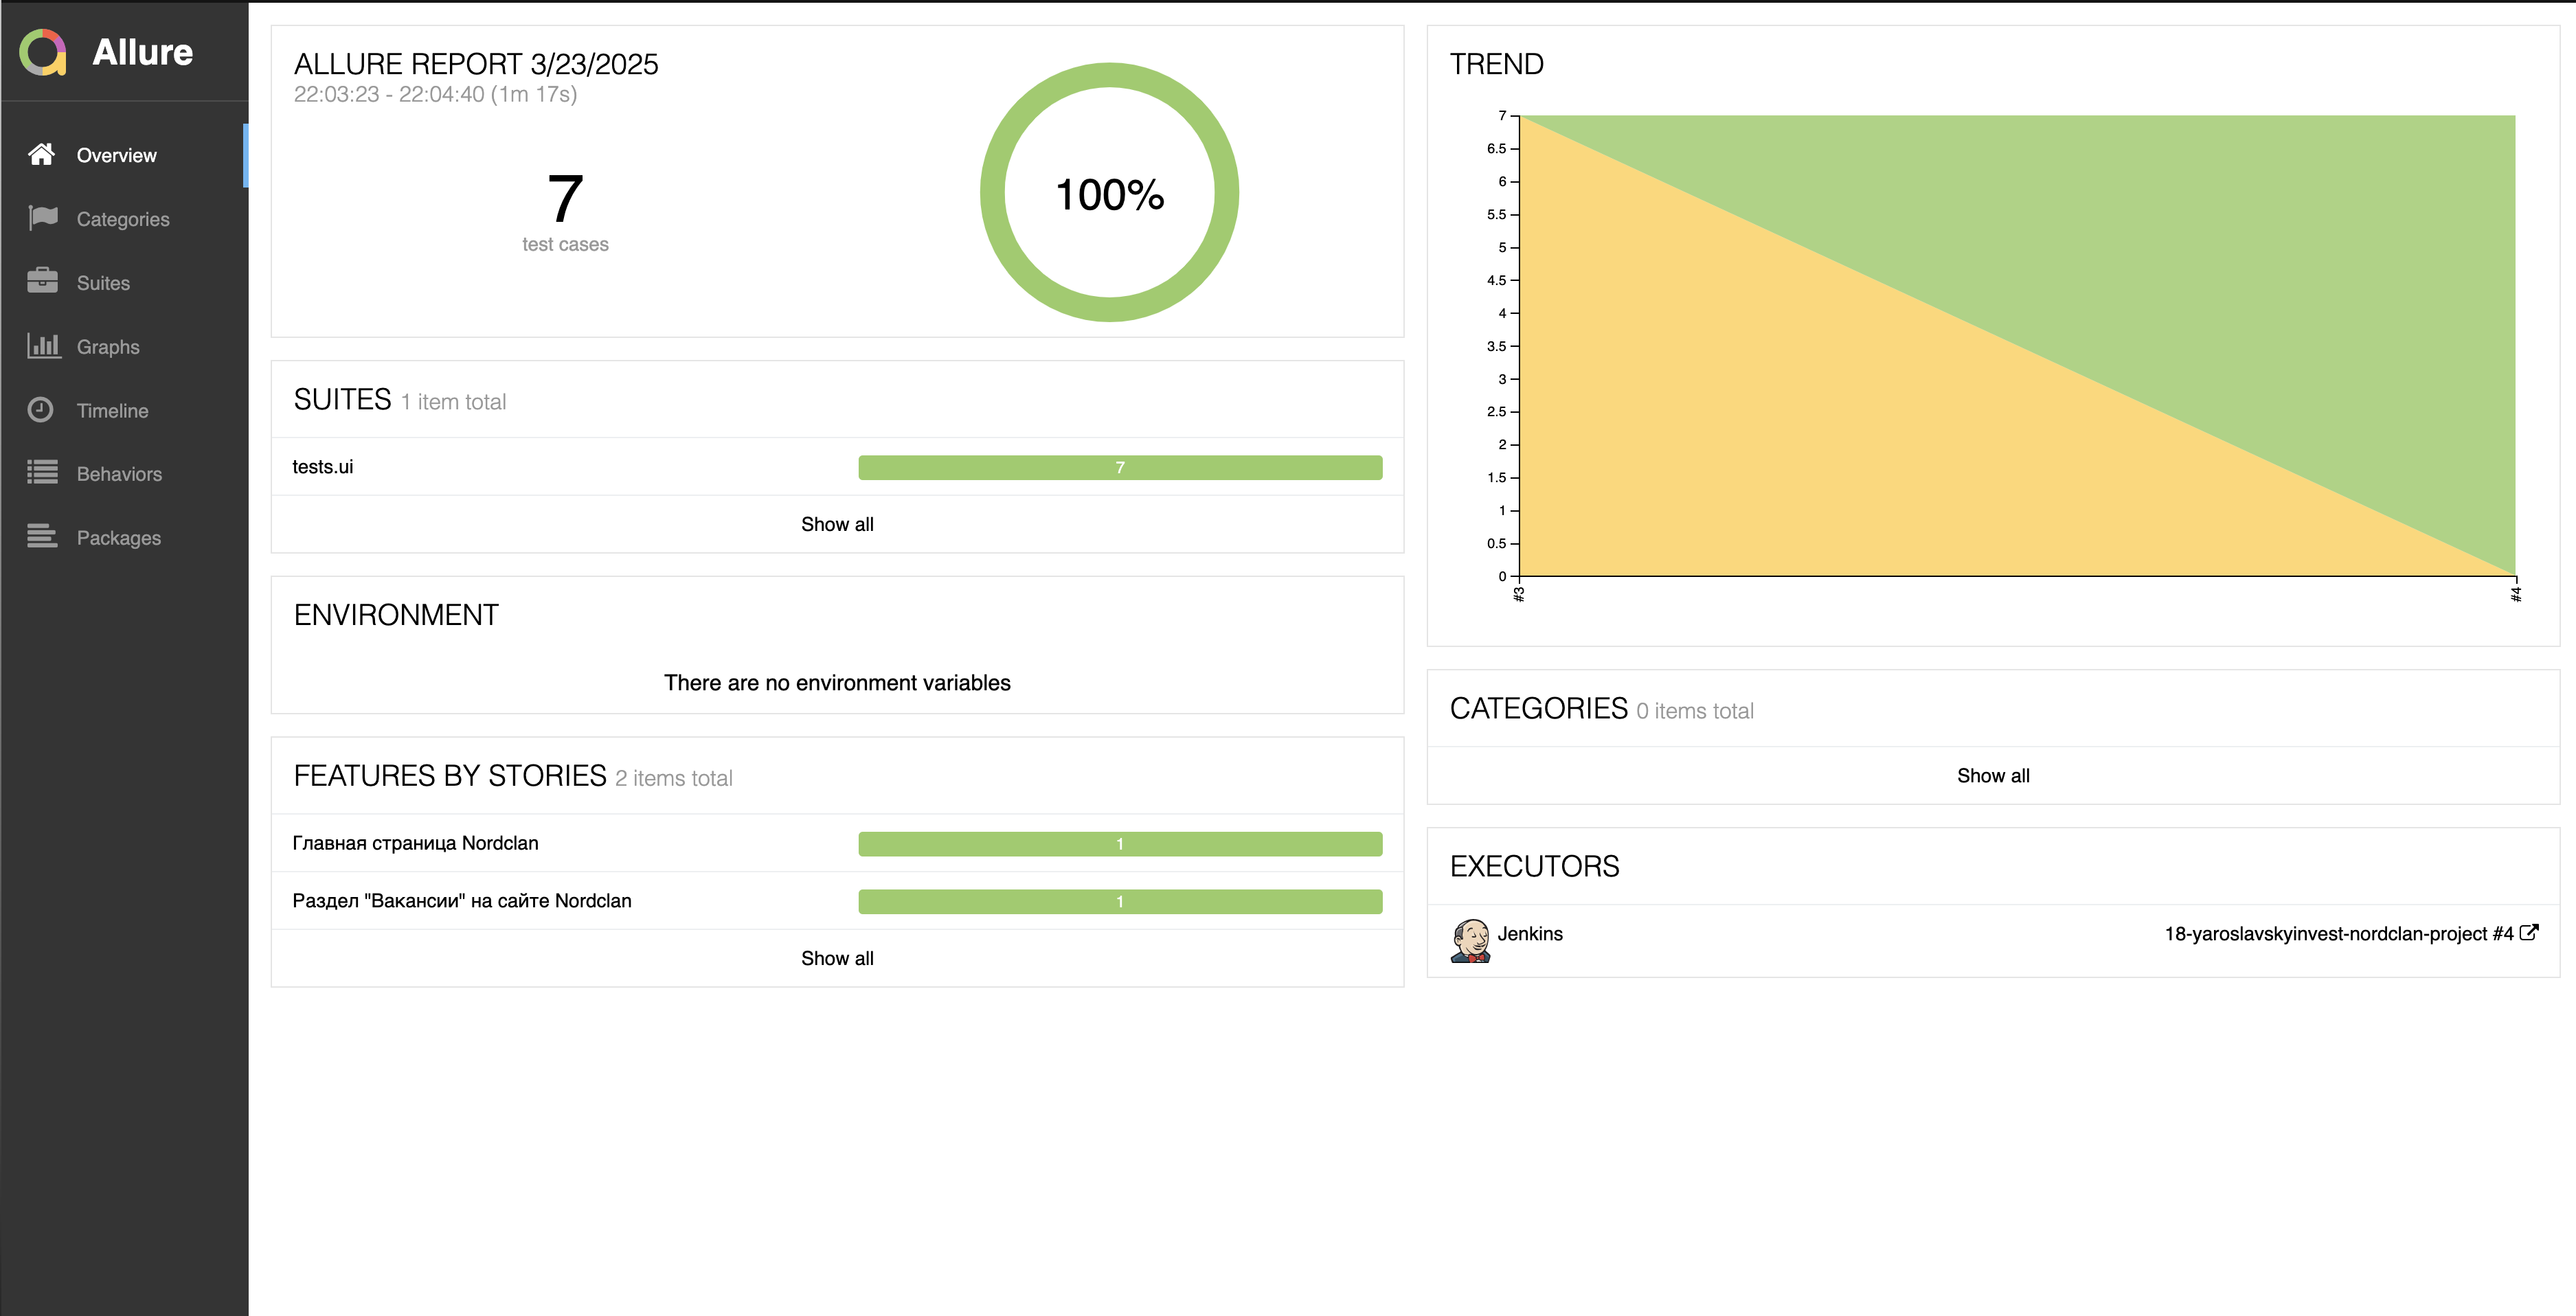 Allure
Overview
Categories
Suites
Graphs
Timeline
Behaviors
Packages
ALLURE REPORT 3/23/2025
22:03:23 - 22:04:40 (1m 17s)
7
test cases
100%
SUITES 1 item total
tests.ui 7
Show all
ENVIRONMENT
There are no environment variables
FEATURES BY STORIES 2 items total
Главная страница Nordclan 1
Раздел "Вакансии" на сайте Nordclan 1
Show all
TREND
7
6.5
6
5.5
5
4.5
4
3.5
3
2.5
2
1.5
1
0.5
0
#3 #4
CATEGORIES 0 items total
Show all
EXECUTORS
Jenkins 18-yaroslavskyinvest-nordclan-project #4